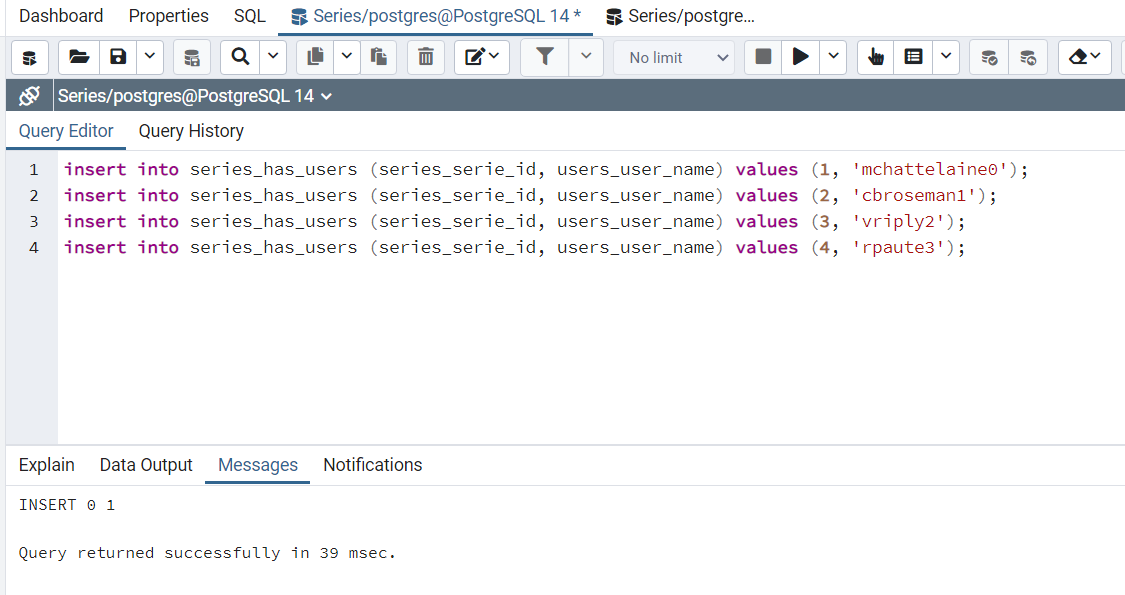 Dashboard Properties SQL Series/postgres@PostgreSQL 14 * Series/postgre...
No limit
Series/postgres@PostgreSQL 14
Query Editor Query History
1 insert into series_has_users (series_serie_id, users_user_name) values (1, 'mchattelaine0');
2 insert into series_has_users (series_serie_id, users_user_name) values (2, 'cbroseman1');
3 insert into series_has_users (series_serie_id, users_user_name) values (3, 'vriply2');
4 insert into series_has_users (series_serie_id, users_user_name) values (4, 'rpaute3');
Explain Data Output Messages Notifications
INSERT 0 1
Query returned successfully in 39 msec.